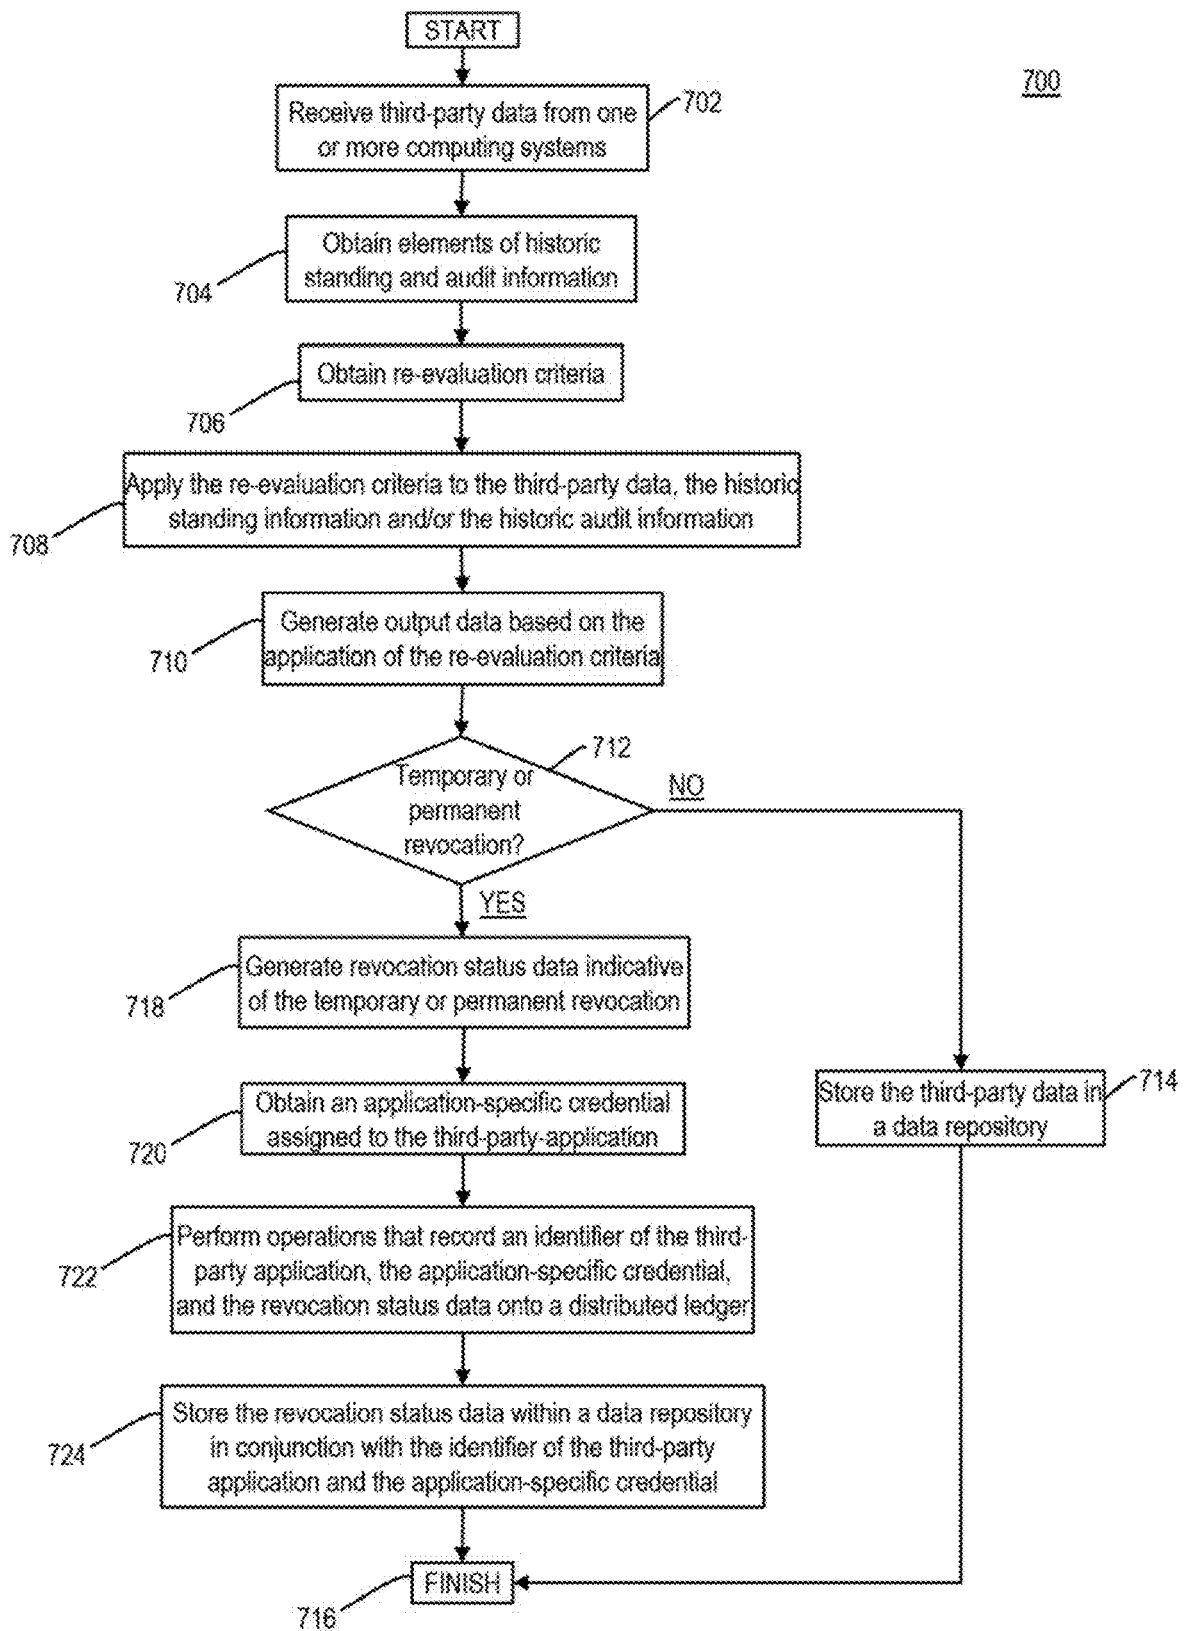 START
700
Receive third-party data from one
or more computing systems
702
Obtain elements of historic
standing and audit information
704
Obtain re-evaluation criteria
706
Apply the re-evaluation criteria to the third-party data, the historic
standing information and/or the historic audit information
708
Generate output data based on the
application of the re-evaluation criteria
710
712
Temporary or
permanent
revocation?
NO
YES
Generate revocation status data indicative
of the temporary or permanent revocation
718
Store the third-party data in
a data repository
714
Obtain an application-specific credential
assigned to the third-party-application
720
Perform operations that record an identifier of the third-
party application, the application-specific credential,
and the revocation status data onto a distributed ledger
722
Store the revocation status data within a data repository
in conjunction with the identifier of the third-party
application and the application-specific credential
724
FINISH
716